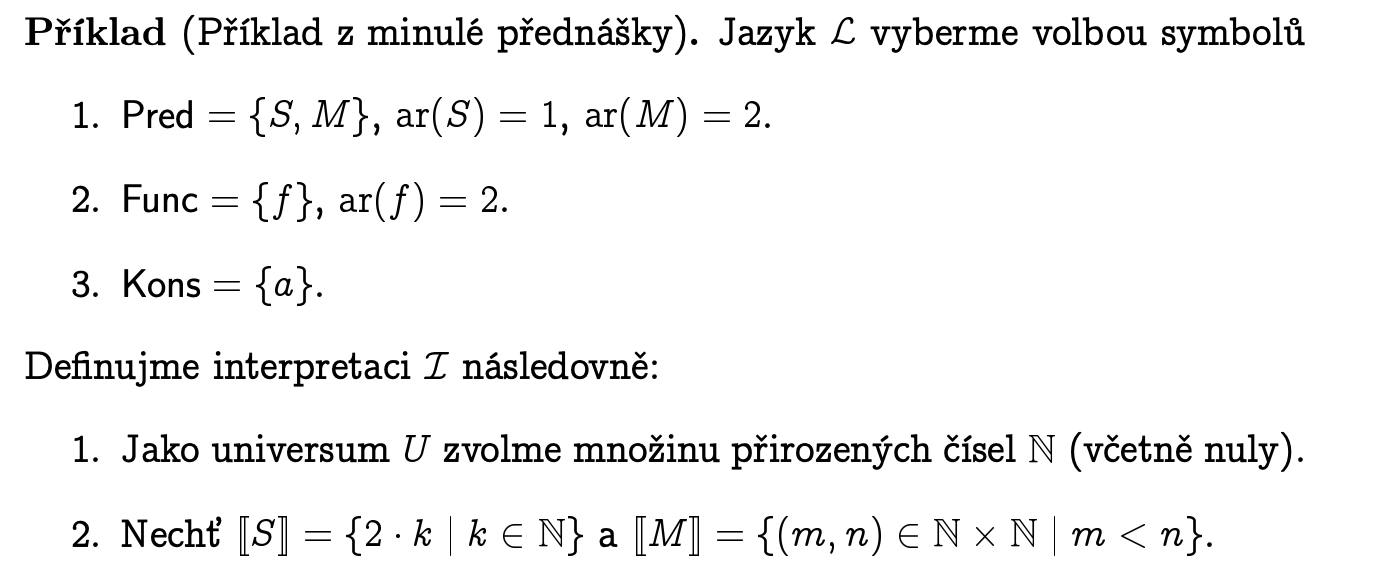 Příklad (Příklad z minulé přednášky). Jazyk ℒ vyberme volbou symbolů
1. Pred = {S, M}, ar(S) = 1, ar(M) = 2.
2. Func = {f}, ar(f) = 2.
3. Kons = {a}.
Definujme interpretaci ℐ následovně:
1. Jako universum U zvolme množinu přirozených čísel ℕ (včetně nuly).
2. Nechť ⟦S⟧ = {2 · k | k ∈ ℕ} a ⟦M⟧ = {(m, n) ∈ ℕ × ℕ | m < n}.